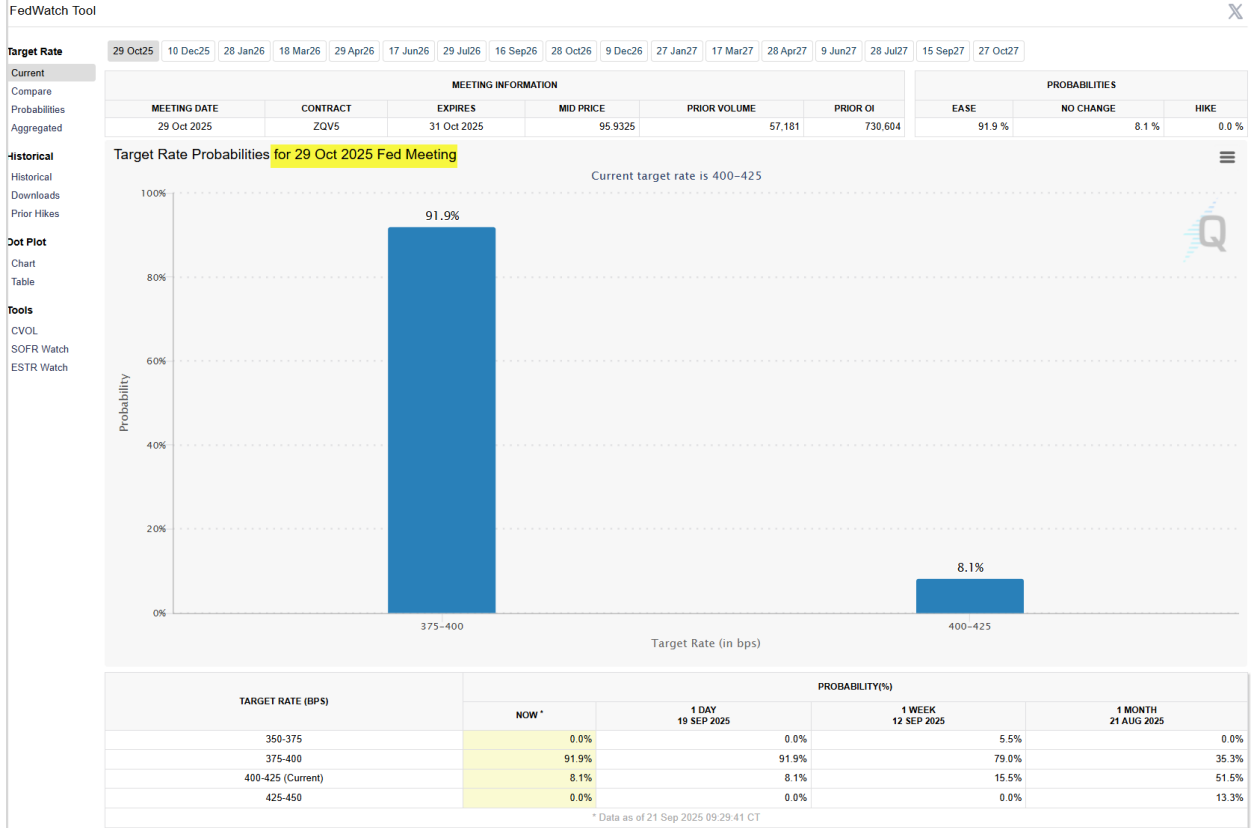 FedWatch Tool
Target Rate
Current
Compare
Probabilities
Aggregated
Historical
Historical
Downloads
Prior Hikes
Dot Plot
Chart
Table
Tools
CVOL
SOFR Watch
ESTR Watch
29 Oct25 10 Dec25 28 Jan26 18 Mar26 29 Apr26 17 Jun26 29 Jul26 16 Sep26 28 Oct26 9 Dec26 27 Jan27 17 Mar27 28 Apr27 9 Jun27 28 Jul27 15 Sep27 27 Oct27
MEETING INFORMATION
MEETING DATE CONTRACT EXPIRES MID PRICE PRIOR VOLUME PRIOR OI
29 Oct 2025 ZQV5 31 Oct 2025 95.9325 57,181 730,604
PROBABILITIES
EASE NO CHANGE HIKE
91.9 % 8.1 % 0.0 %
Target Rate Probabilities for 29 Oct 2025 Fed Meeting
Current target rate is 400–425
Q
Probability
100%
80%
60%
40%
20%
0%
91.9%
8.1%
375–400 400–425
Target Rate (in bps)
TARGET RATE (BPS) PROBABILITY(%)
NOW * 1 DAY 19 SEP 2025 1 WEEK 12 SEP 2025 1 MONTH 21 AUG 2025
350-375 0.0% 0.0% 5.5% 0.0%
375-400 91.9% 91.9% 79.0% 35.3%
400-425 (Current) 8.1% 8.1% 15.5% 51.5%
425-450 0.0% 0.0% 0.0% 13.3%
* Data as of 21 Sep 2025 09:29:41 CT